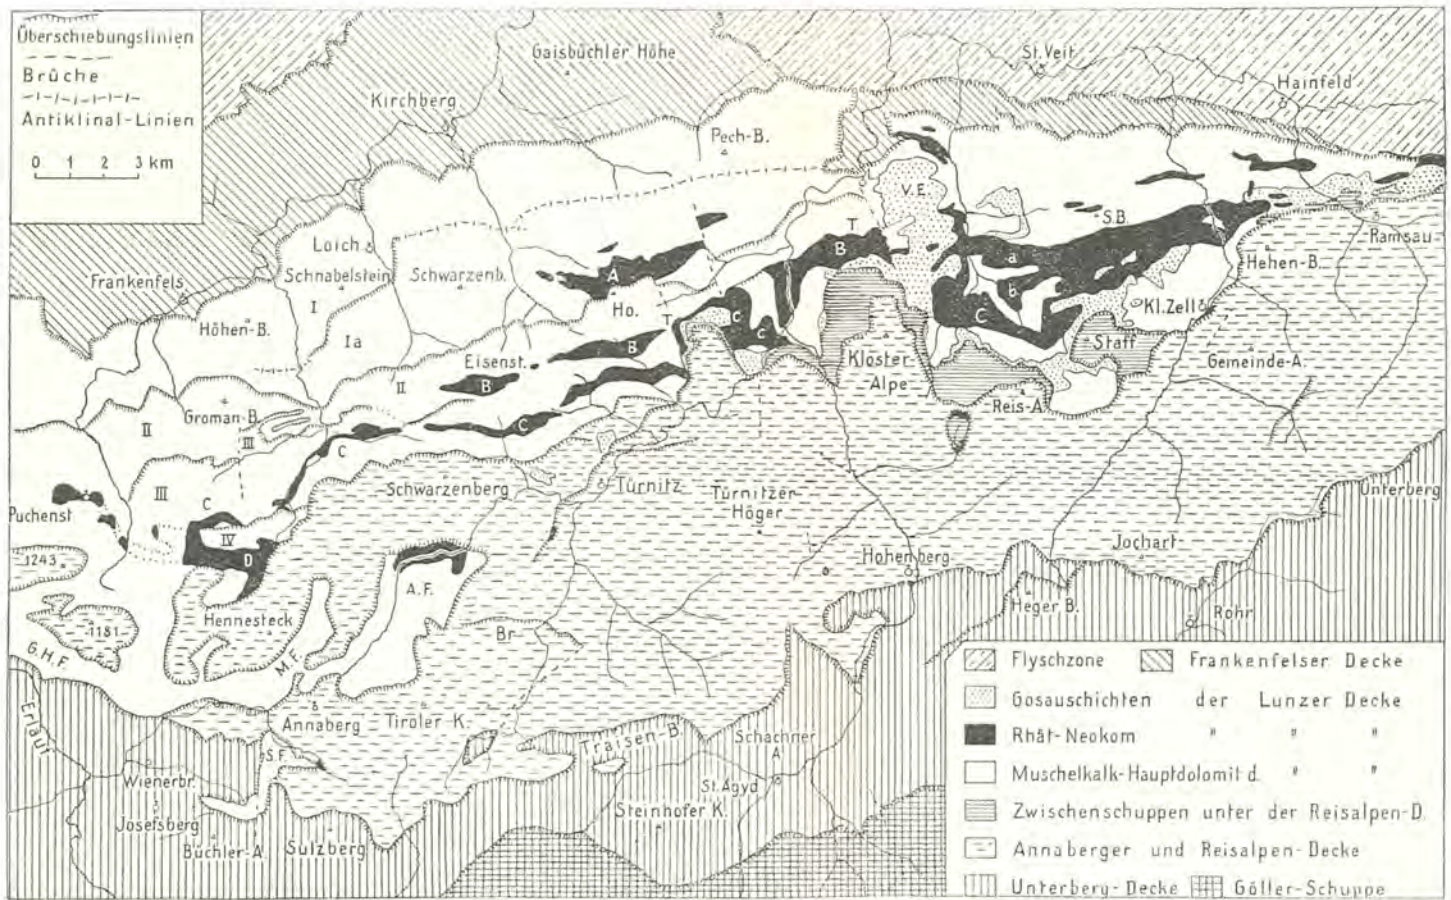 Überschiebungslinien
Brüche
Antiklinal-Linien
0 1 2 3 km
Gaisbüchler Höhe
St. Veit
Hainfeld
Kirchberg
Pech-B.
V.E.
S.B.
Ramsau
Loich
Schnabelstein
Schwarzenb.
T
B
a
Hehen-B.
Frankenfels
A
Höhen-B.
I
Ho.
b
Kl. Zell
Ia
T
c
c
C
Staff
Eisenst.
B
Klöster-Alpe
Gemeinde-A.
II
B
Reis-A.
Groman-B.
II
III
C
C
Schwarzenberg
Türnitz
Türnitzer Höger
Unterberg
III
C
Puchenst
IV
D
Jochart
1243
Hohenberg
A.F.
Heger B.
Rohr
Hennesteck
1181
Br
G.H.F.
M.F.
Erlauf
Annaberg
Tiroler K.
Traisen-B.
Schachner A
S.F.
Wienerbr.
St. Agyd
Josefsberg
Steinhofer K.
Büchler-A.
Sulzberg
Flyschzone Frankenfelser Decke
Gosauschichten der Lunzer Decke
Rhät-Neokom " " "
Muschelkalk-Hauptdolomit d. " "
Zwischenschuppen unter der Reisalpen-D.
Annaberger und Reisalpen-Decke
Unterberg-Decke Göller-Schuppe